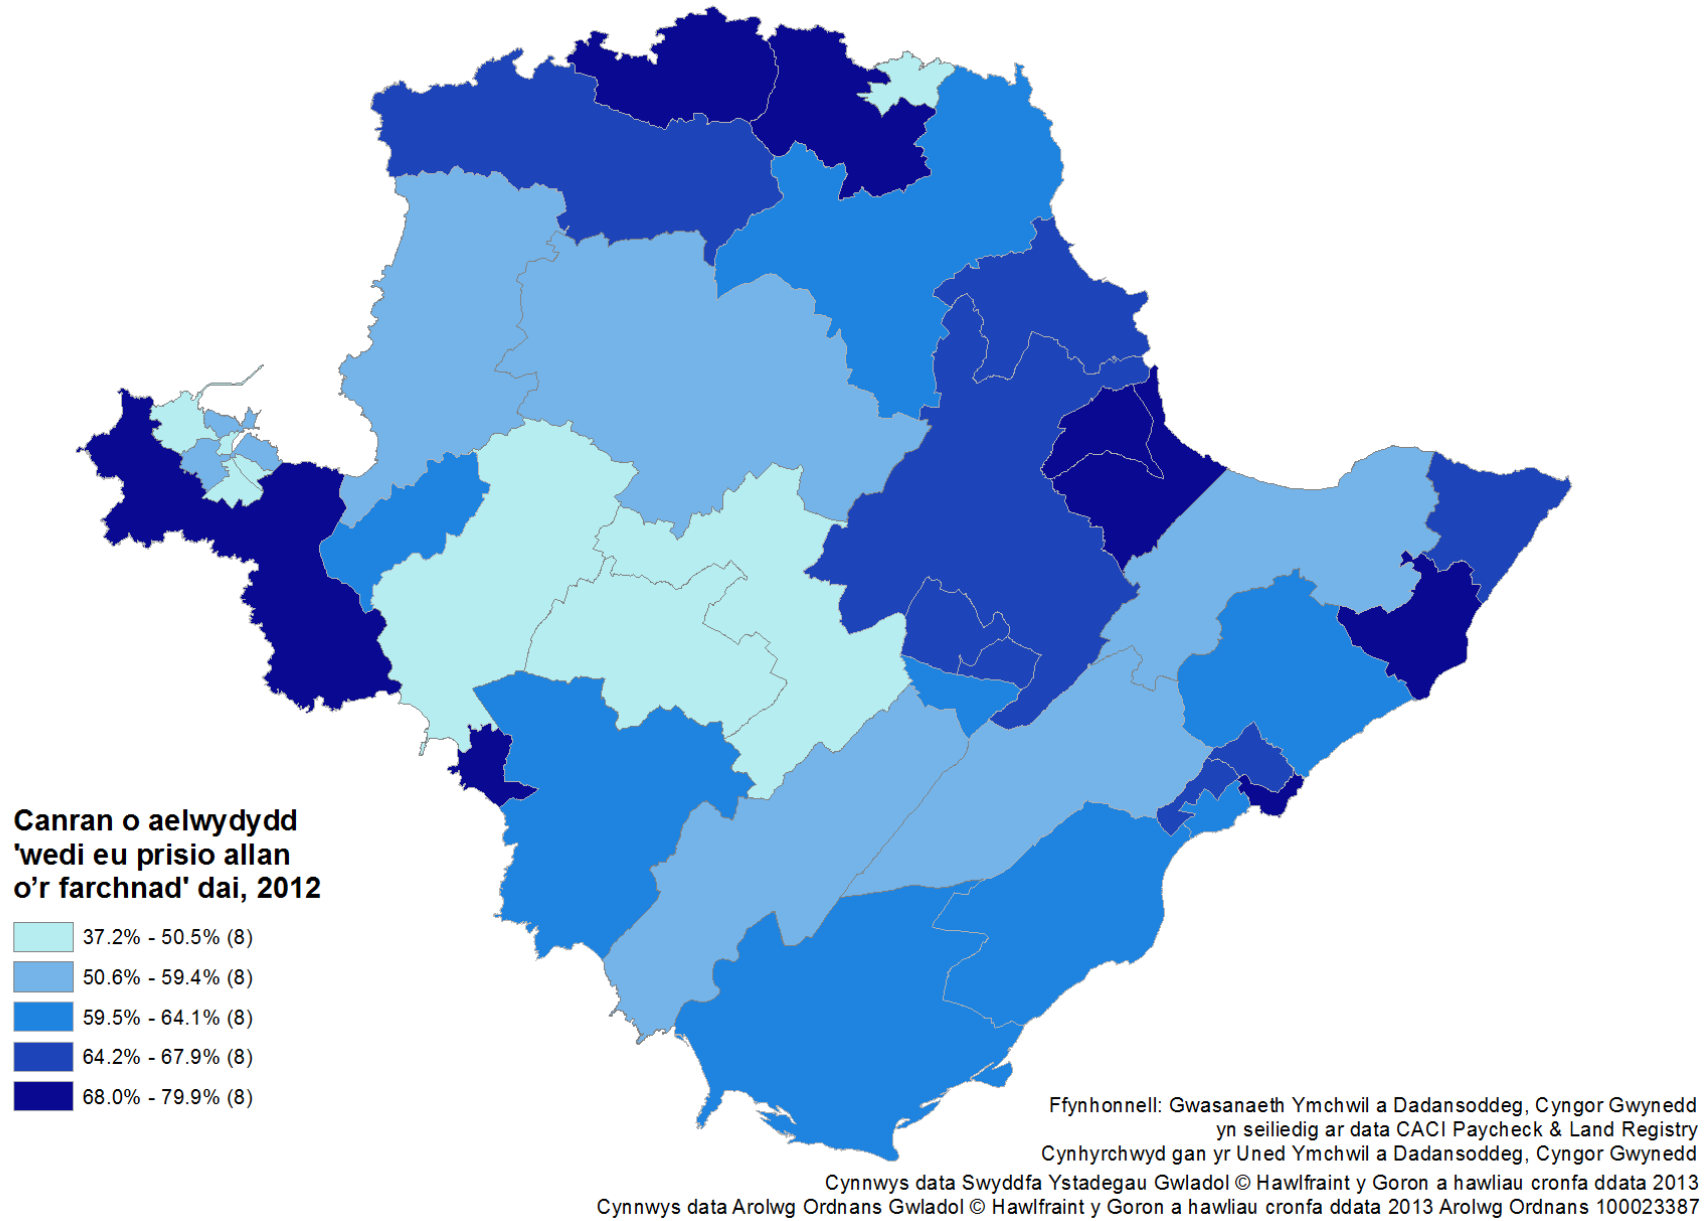 Canran o aelwydydd
'wedi eu prisio allan
o’r farchnad' dai, 2012
37.2% - 50.5% (8)
50.6% - 59.4% (8)
59.5% - 64.1% (8)
64.2% - 67.9% (8)
68.0% - 79.9% (8)
Ffynhonnell: Gwasanaeth Ymchwil a Dadansoddeg, Cyngor Gwynedd
yn seiliedig ar data CACI Paycheck & Land Registry
Cynhyrchwyd gan yr Uned Ymchwil a Dadansoddeg, Cyngor Gwynedd
Cynnwys data Swyddfa Ystadegau Gwladol © Hawlfraint y Goron a hawliau cronfa ddata 2013
Cynnwys data Arolwg Ordnans Gwladol © Hawlfraint y Goron a hawliau cronfa ddata 2013 Arolwg Ordnans 100023387